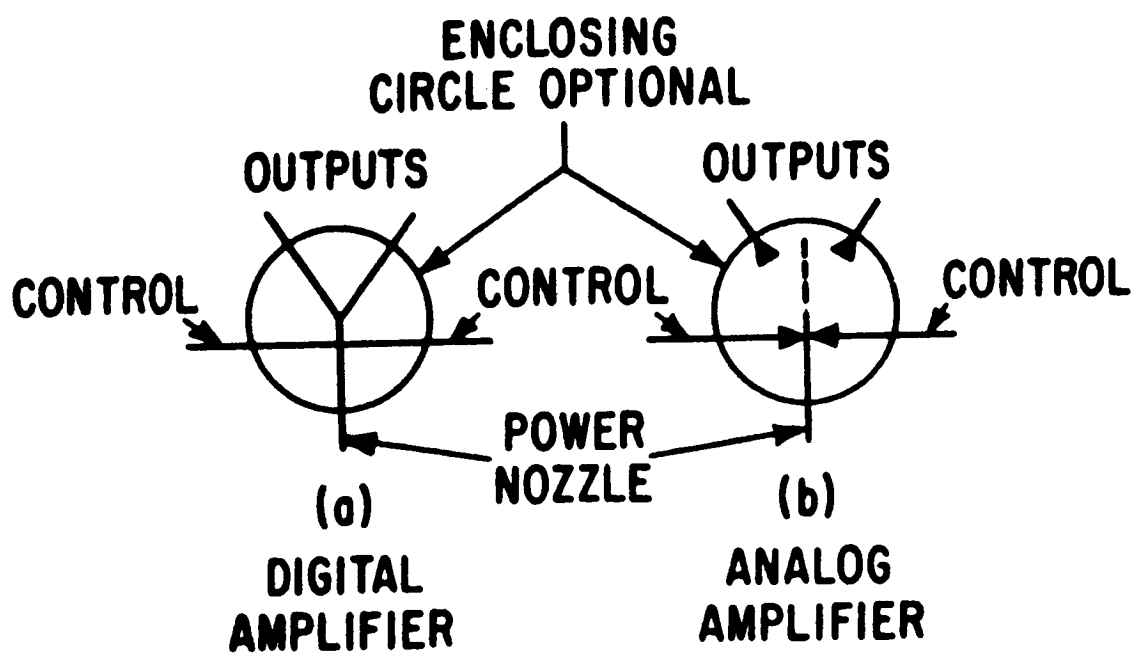 ENCLOSING
CIRCLE OPTIONAL
OUTPUTS
OUTPUTS
CONTROL
CONTROL
CONTROL
POWER
NOZZLE
(a)
DIGITAL
AMPLIFIER
(b)
ANALOG
AMPLIFIER